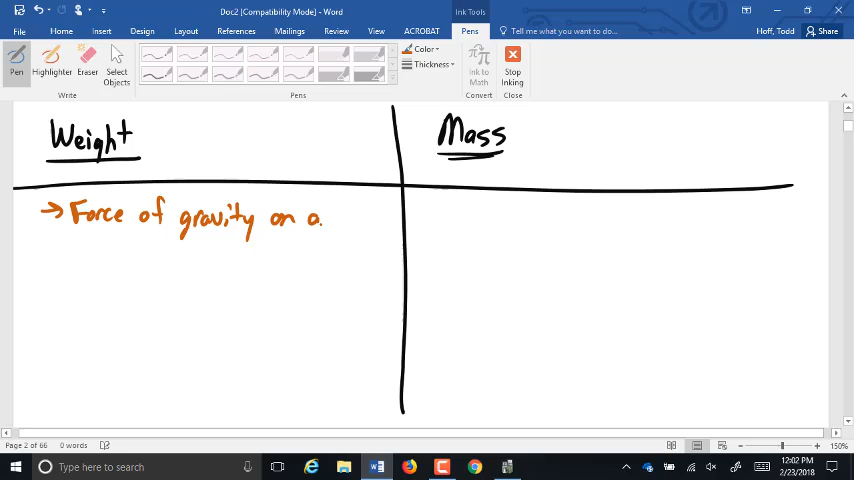 Doc2 [Compatibility Mode] - Word
Ink Tools
Hoff, Todd
File Home Insert Design Layout References Mailings Review View ACROBAT Pens Tell me what you want to do... Share
Pen Highlighter Eraser Select Objects
Color
Thickness
Ink to Math
Stop Inking
Write Pens Convert Close
Weight Mass
→ Force of gravity on a
Page 2 of 66 0 words 150%
Type here to search
12:02 PM
2/23/2018